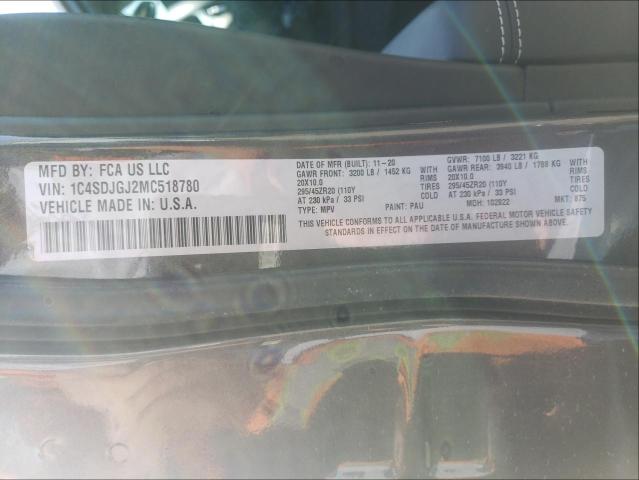 MFD BY: FCA US LLC
VIN: 1C4SDJGJ2MC518780
VEHICLE MADE IN: U.S.A.
DATE OF MFR (BUILT): 11-20
GAWR FRONT: 3200 LB / 1452 KG
20X10.0 RIMS
295/45ZR20 (110Y TIRES
AT 230 kPa / 33 PSI COLD
TYPE: MPV PAINT: PAU
GVWR: 7100 LB / 3221 KG
GAWR REAR: 3940 LB / 1788 KG
20X10.0 RIMS
295/45ZR20 (110Y TIRES
AT 230 kPa / 33 PSI COLD
MDH: 102922 MKT: 875
THIS VEHICLE CONFORMS TO ALL APPLICABLE U.S.A. FEDERAL MOTOR VEHICLE SAFETY
STANDARDS IN EFFECT ON THE DATE OF MANUFACTURE SHOWN ABOVE.